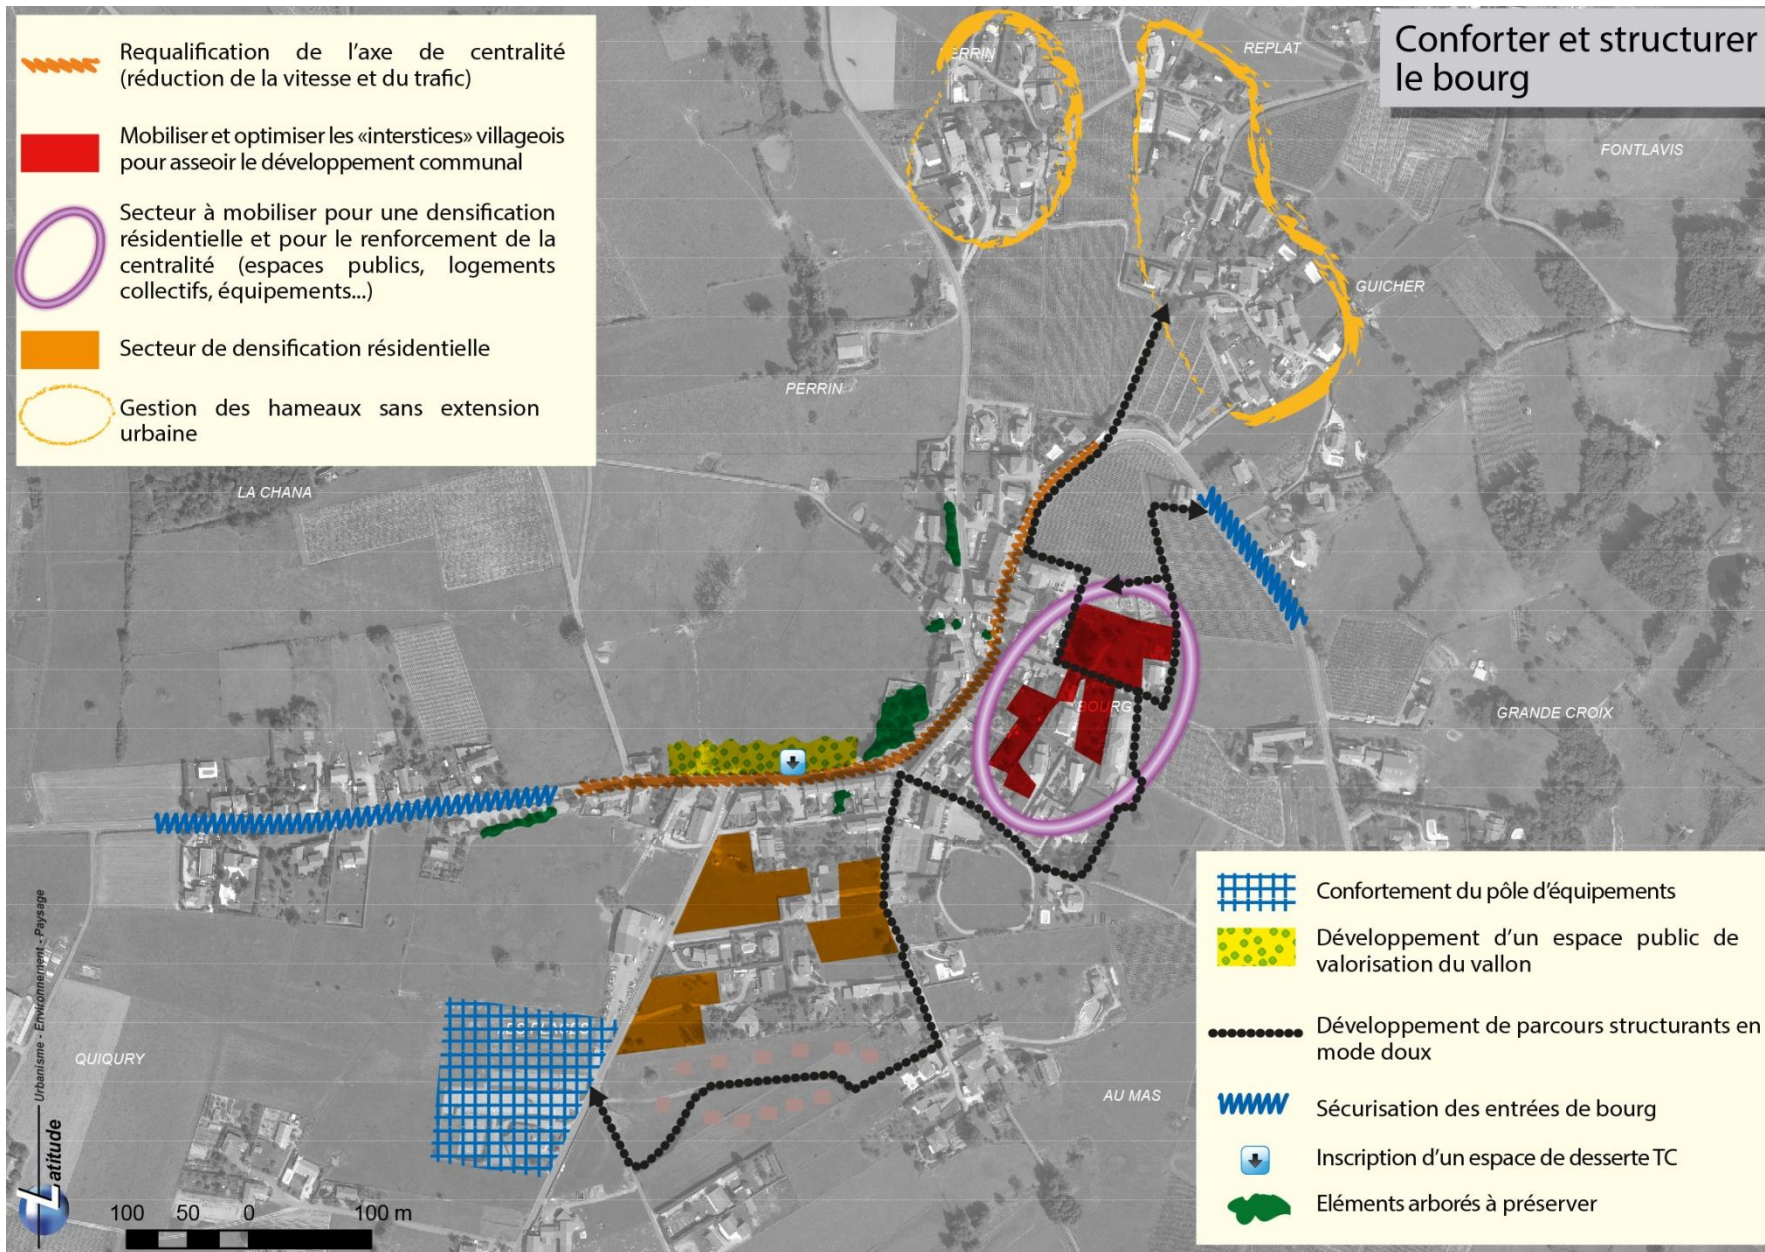 Conforter et structurer
le bourg
Requalification de l'axe de centralité
(réduction de la vitesse et du trafic)
Mobiliser et optimiser les «interstices» villageois
pour asseoir le développement communal
Secteur à mobiliser pour une densification
résidentielle et pour le renforcement de la
centralité (espaces publics, logements
collectifs, équipements...)
Secteur de densification résidentielle
Gestion des hameaux sans extension
urbaine
PERRIN
REPLAT
FONTLAVIS
GUICHER
PERRIN
LA CHANA
BOURG
GRANDE CROIX
LES PLACES
QUIQURY
AU MAS
Confortement du pôle d'équipements
Développement d'un espace public de
valorisation du vallon
Développement de parcours structurants en
mode doux
Sécurisation des entrées de bourg
Inscription d'un espace de desserte TC
Eléments arborés à préserver
Urbanisme - Environnement - Paysage
Latitude
100 50 0 100 m